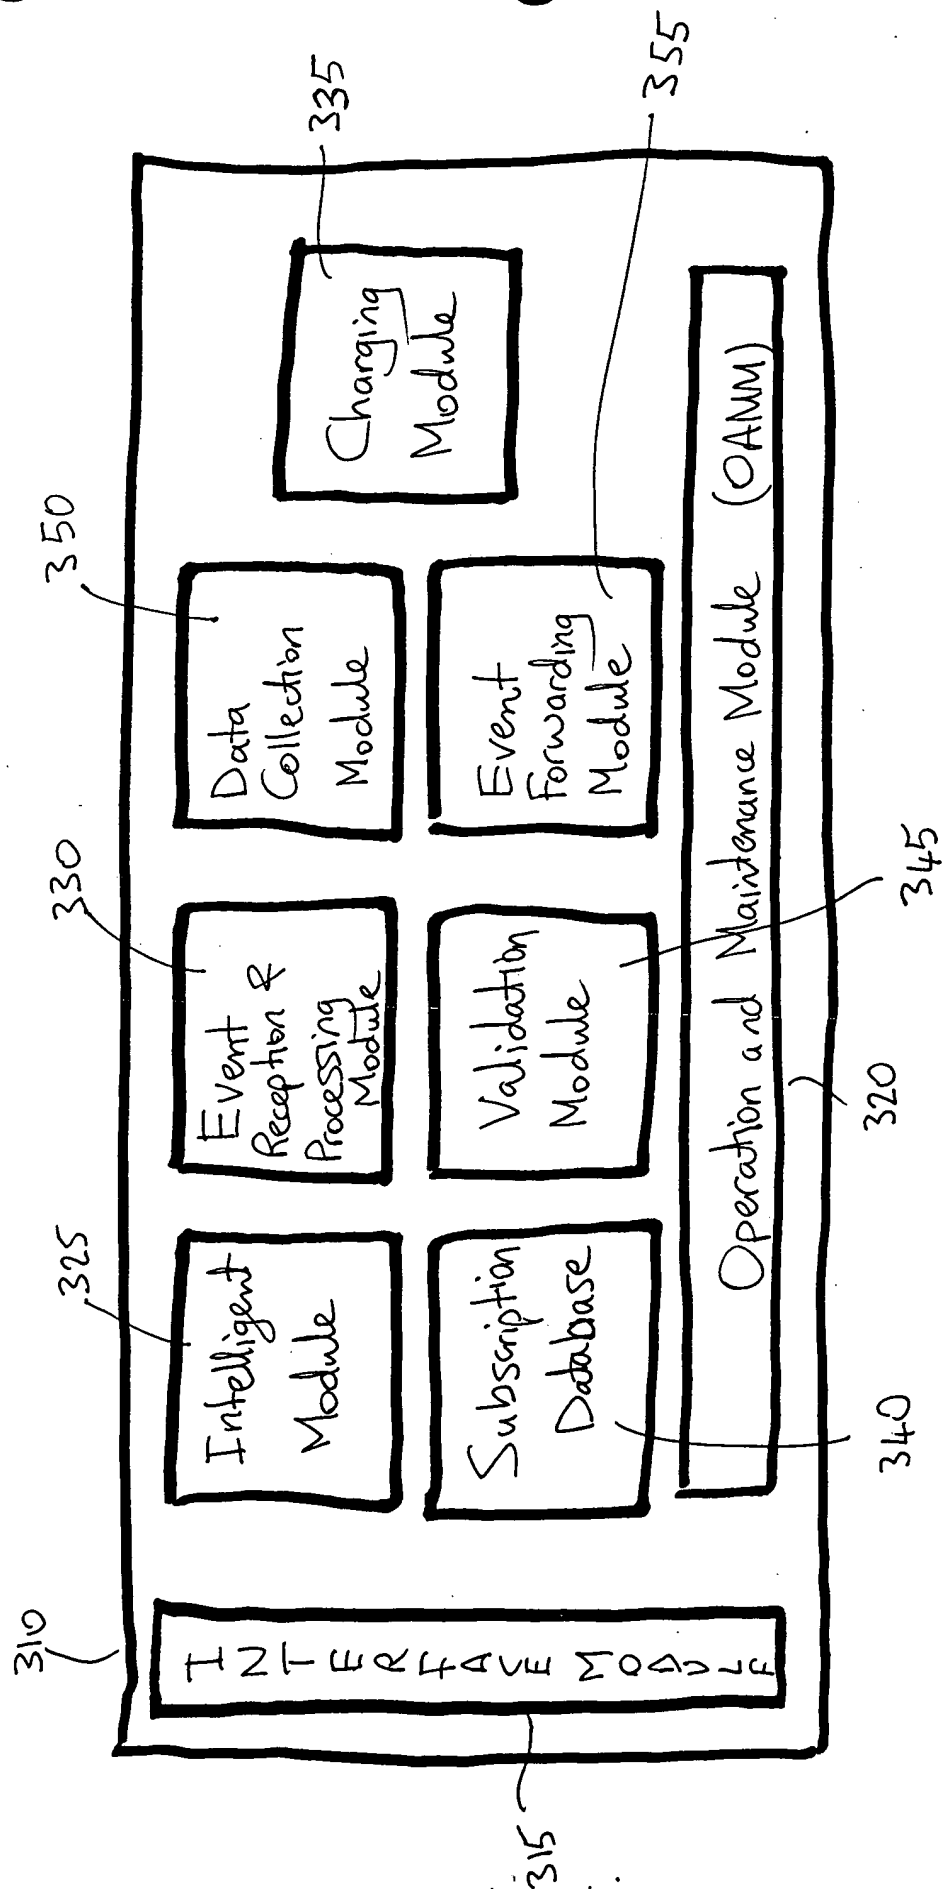 310
315
INTERFACE MODULE
325
Intelligent
Module
330
Event
Reception &
Processing
Module
350
Data
Collection
Module
335
Charging
Module
340
Subscription
Database
345
Validation
Module
355
Event
Forwarding
Module
320
Operation and Maintenance Module (OAMM)